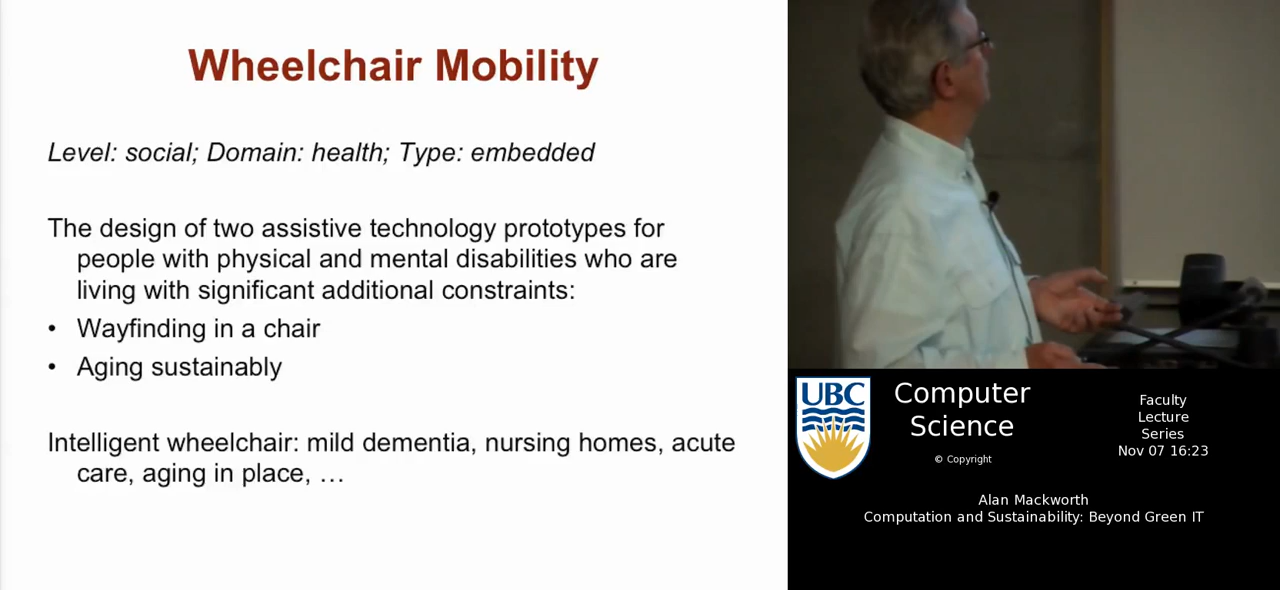 Wheelchair Mobility
Level: social; Domain: health; Type: embedded
The design of two assistive technology prototypes for
people with physical and mental disabilities who are
living with significant additional constraints:
• Wayfinding in a chair
• Aging sustainably
Intelligent wheelchair: mild dementia, nursing homes, acute
care, aging in place, …
UBC
Computer
Science
© Copyright
Faculty
Lecture
Series
Nov 07 16:23
Alan Mackworth
Computation and Sustainability: Beyond Green IT